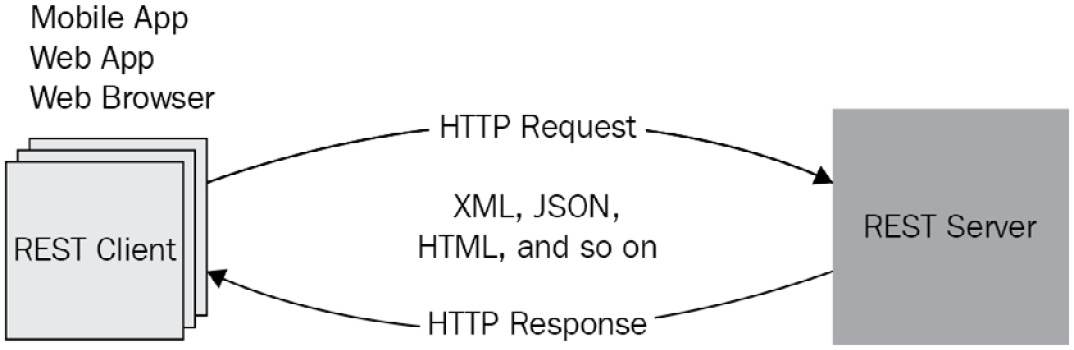 Mobile App
Web App
Web Browser
HTTP Request
XML, JSON,
HTML, and so on
REST Client
REST Server
HTTP Response